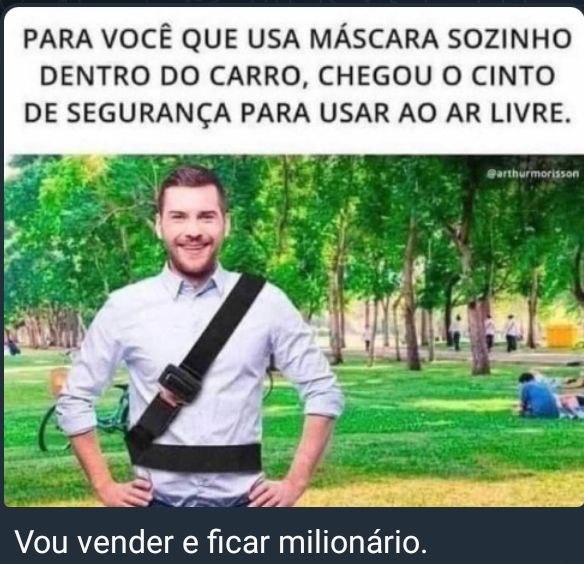 PARA VOCÊ QUE USA MÁSCARA SOZINHO
DENTRO DO CARRO, CHEGOU O CINTO
DE SEGURANÇA PARA USAR AO AR LIVRE.
@arthurmorisson
Vou vender e ficar milionário.